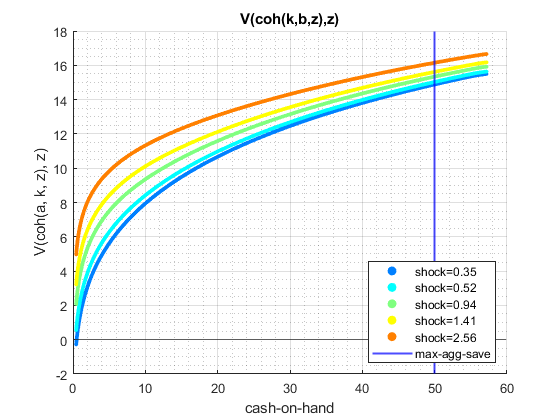 V(coh(k,b,z),z)
V(coh(a, k, z), z)
18
16
14
12
10
8
6
4
2
0
-2
shock=0.35
shock=0.52
shock=0.94
shock=1.41
shock=2.56
max-agg-save
0
10
20
30
40
50
60
cash-on-hand